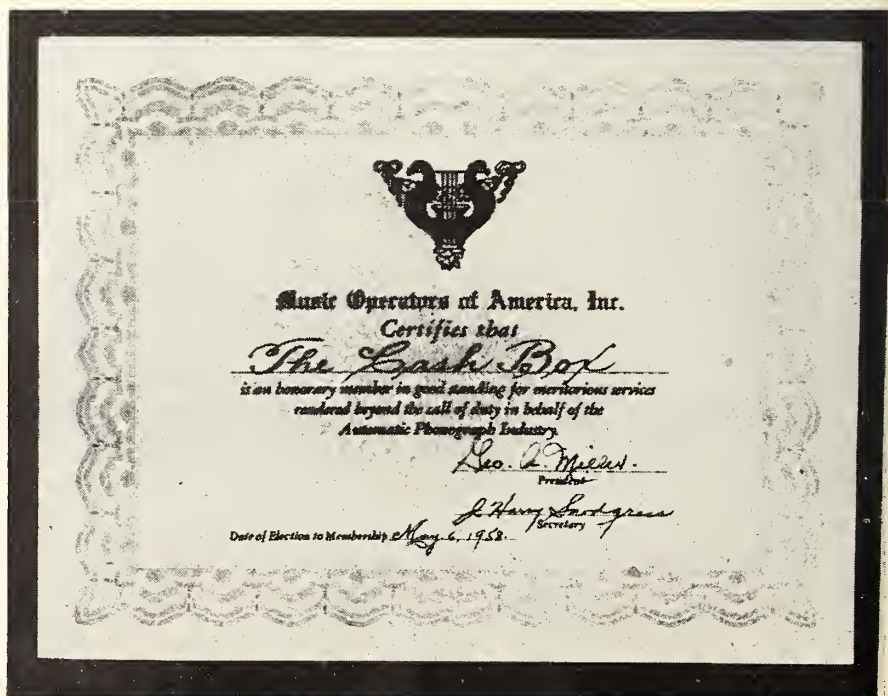 Music Operators of America, Inc.
Certifies that
The Cash Box
is an honorary member in good standing for meritorious services
rendered beyond the call of duty in behalf of the
Automatic Phonograph Industry.
Geo. A. Miller.
President
J. Harry Snodgrass
Secretary
Date of Election to Membership May 6, 1958.